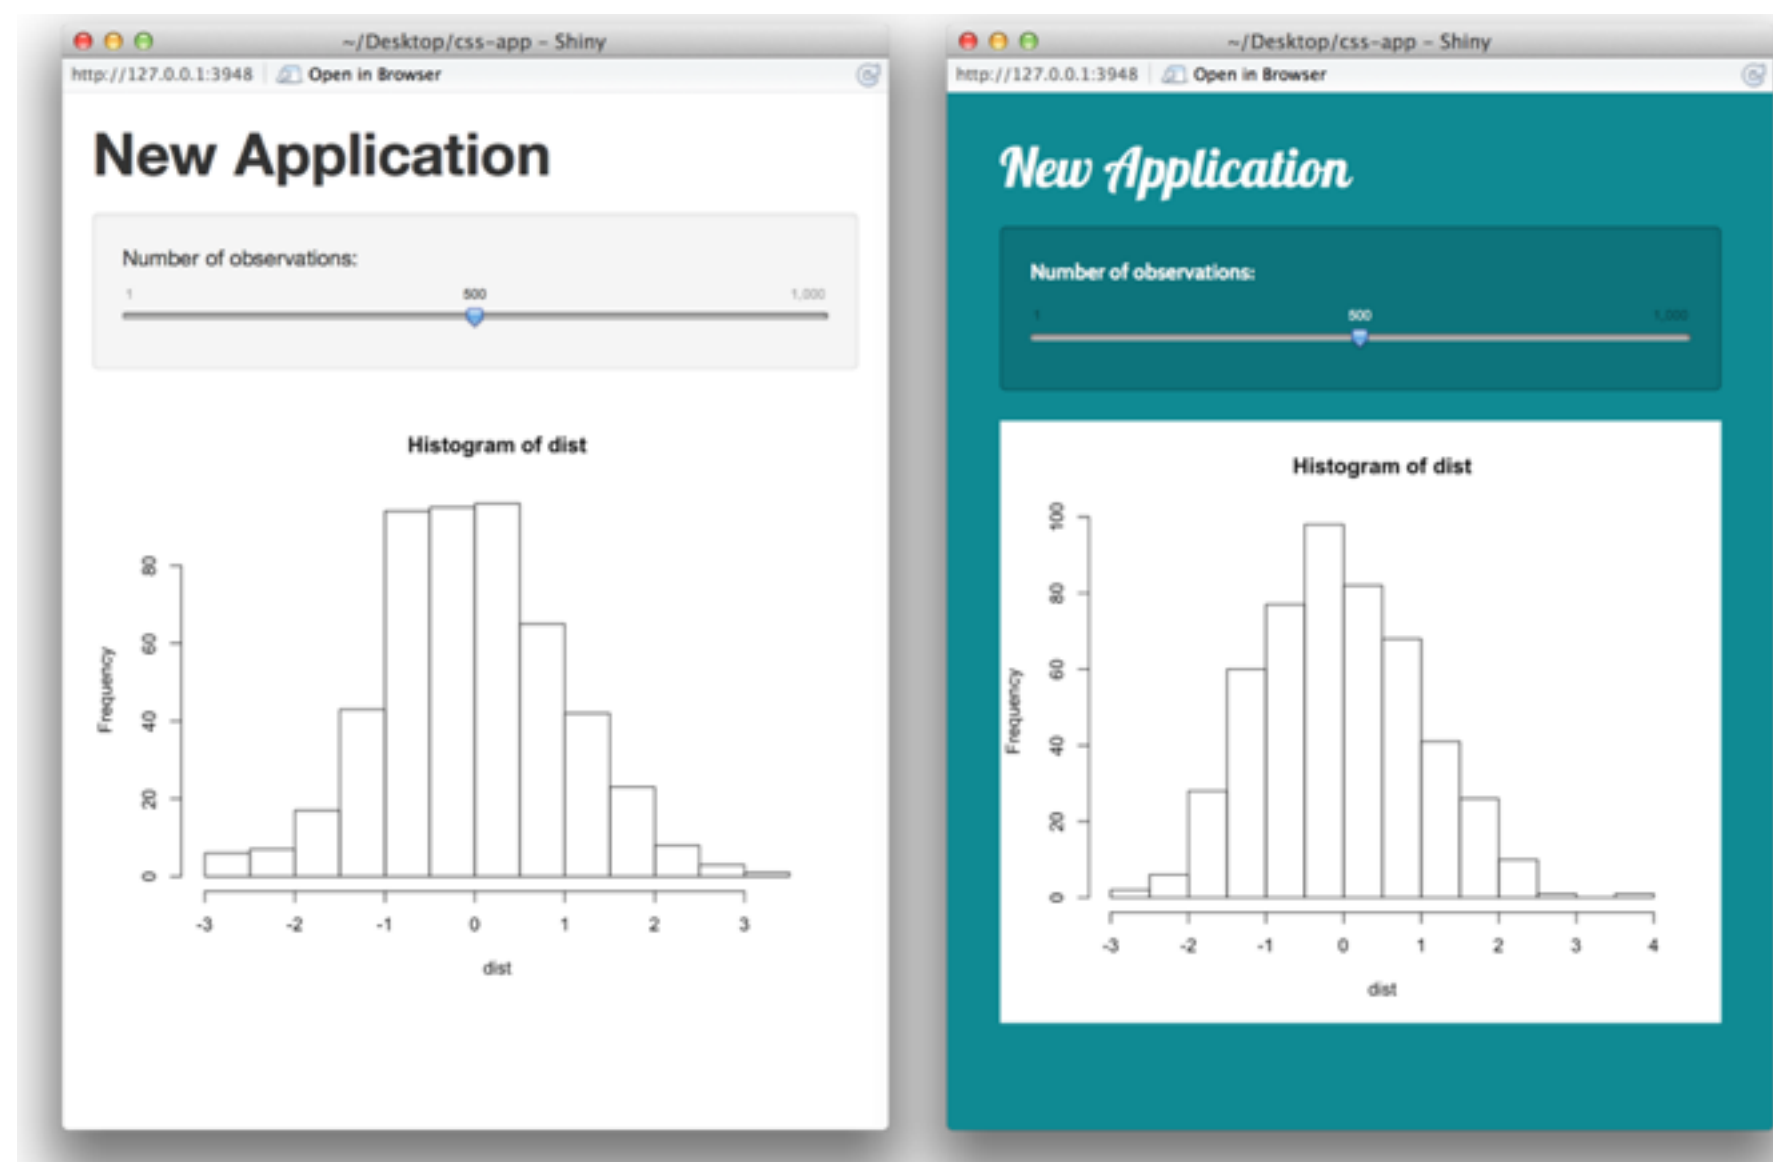 ~/Desktop/css-app – Shiny
http://127.0.0.1:3948 Open in Browser
New Application
Number of observations:
1 500 1,000
Histogram of dist
80
60
40
20
0
Frequency
-3 -2 -1 0 1 2 3
dist
~/Desktop/css-app – Shiny
http://127.0.0.1:3948 Open in Browser
New Application
Number of observations:
1 500 1,000
Histogram of dist
100
80
60
40
20
0
Frequency
-3 -2 -1 0 1 2 3 4
dist